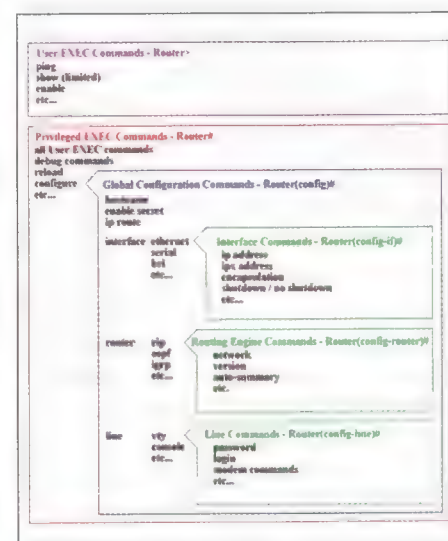 User EXEC Commands - Router>
ping
show (limited)
enable
etc...
Privileged EXEC Commands - Router#
all User EXEC commands
debug commands
reload
configure
etc...
Global Configuration Commands - Router(config)#
hostname
enable secret
ip route
interface ethernet
serial
bri
etc...
Interface Commands - Router(config-if)#
ip address
ipx address
encapsulation
shutdown / no shutdown
etc...
router rip
ospf
igrp
etc...
Routing Engine Commands - Router(config-router)#
network
version
auto-summary
etc.
line vty
console
etc...
Line Commands - Router(config-line)#
password
login
modem commands
etc...